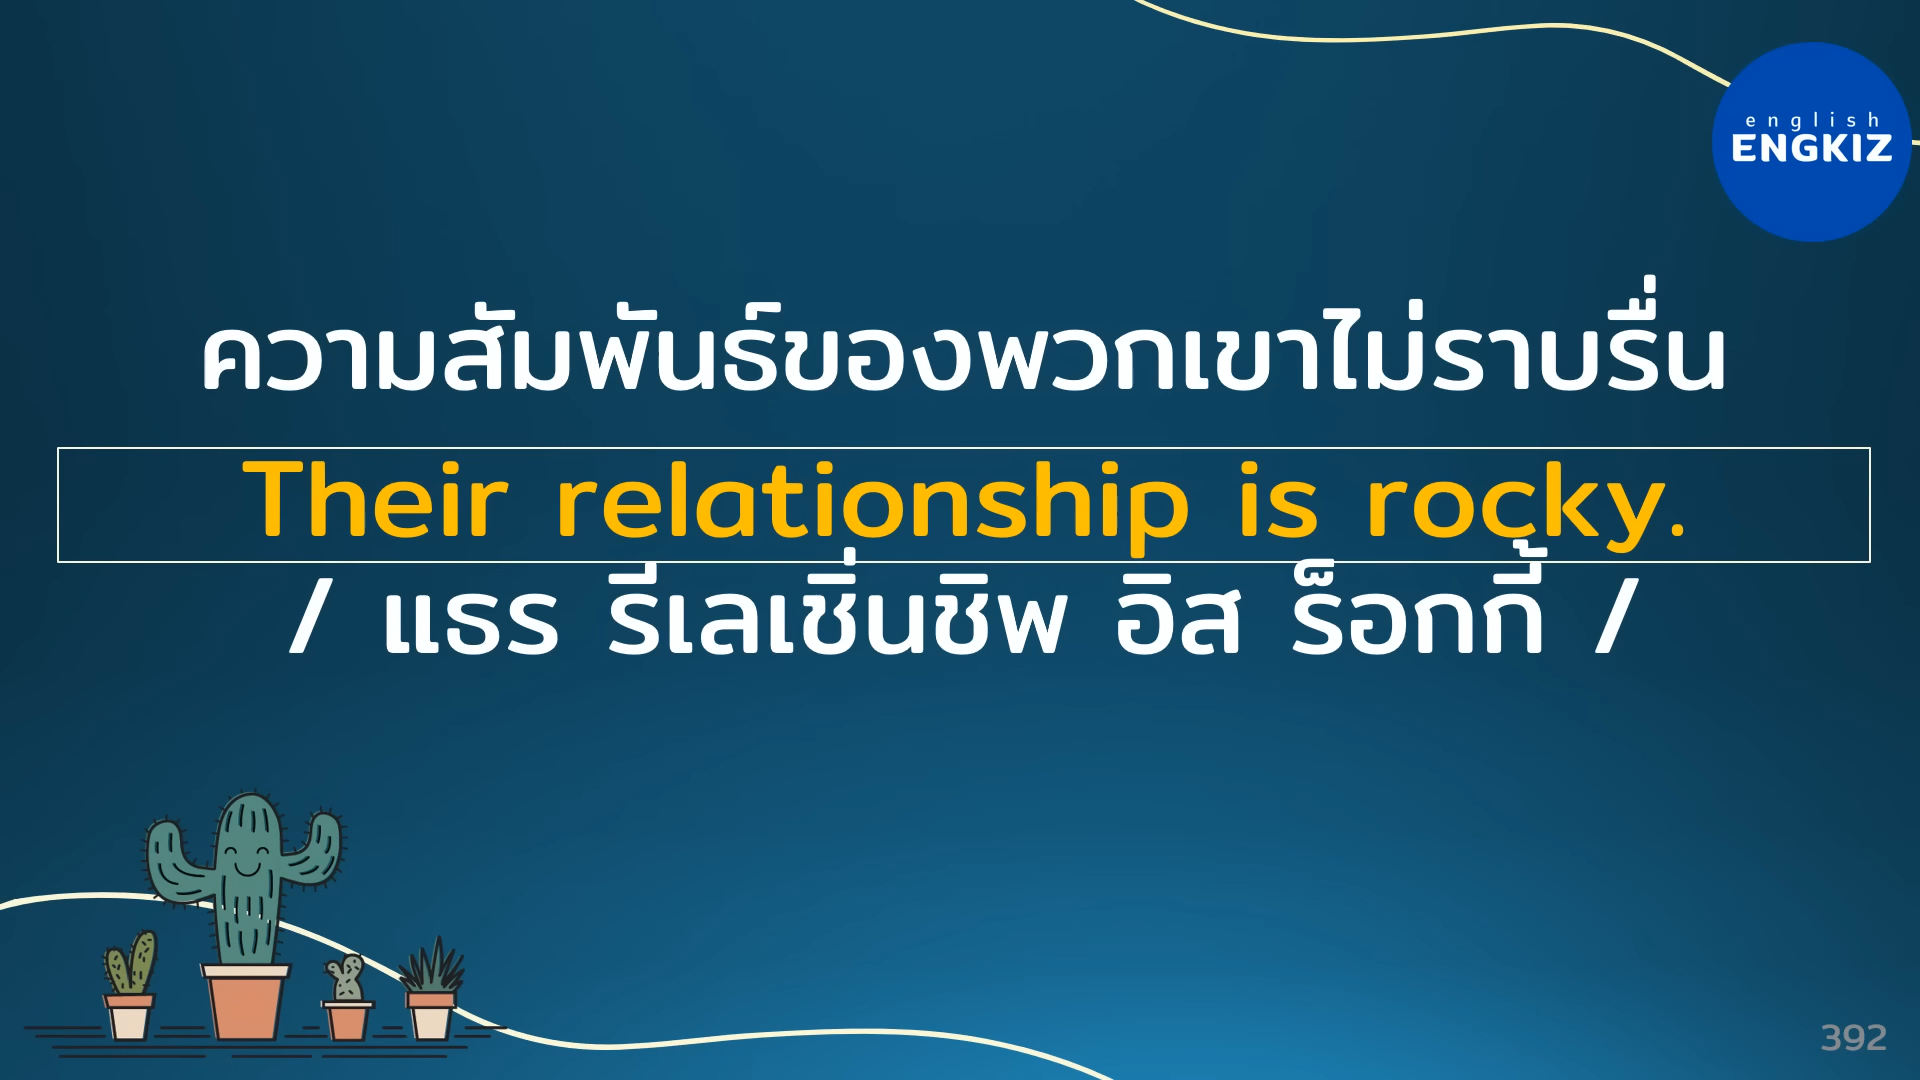 english
ENGKIZ
ความสัมพันธ์ของพวกเขาไม่ราบรื่น
Their relationship is rocky.
/ แธร รีเลเชิ่นชิพ อิส ร็อกกี้ /
392